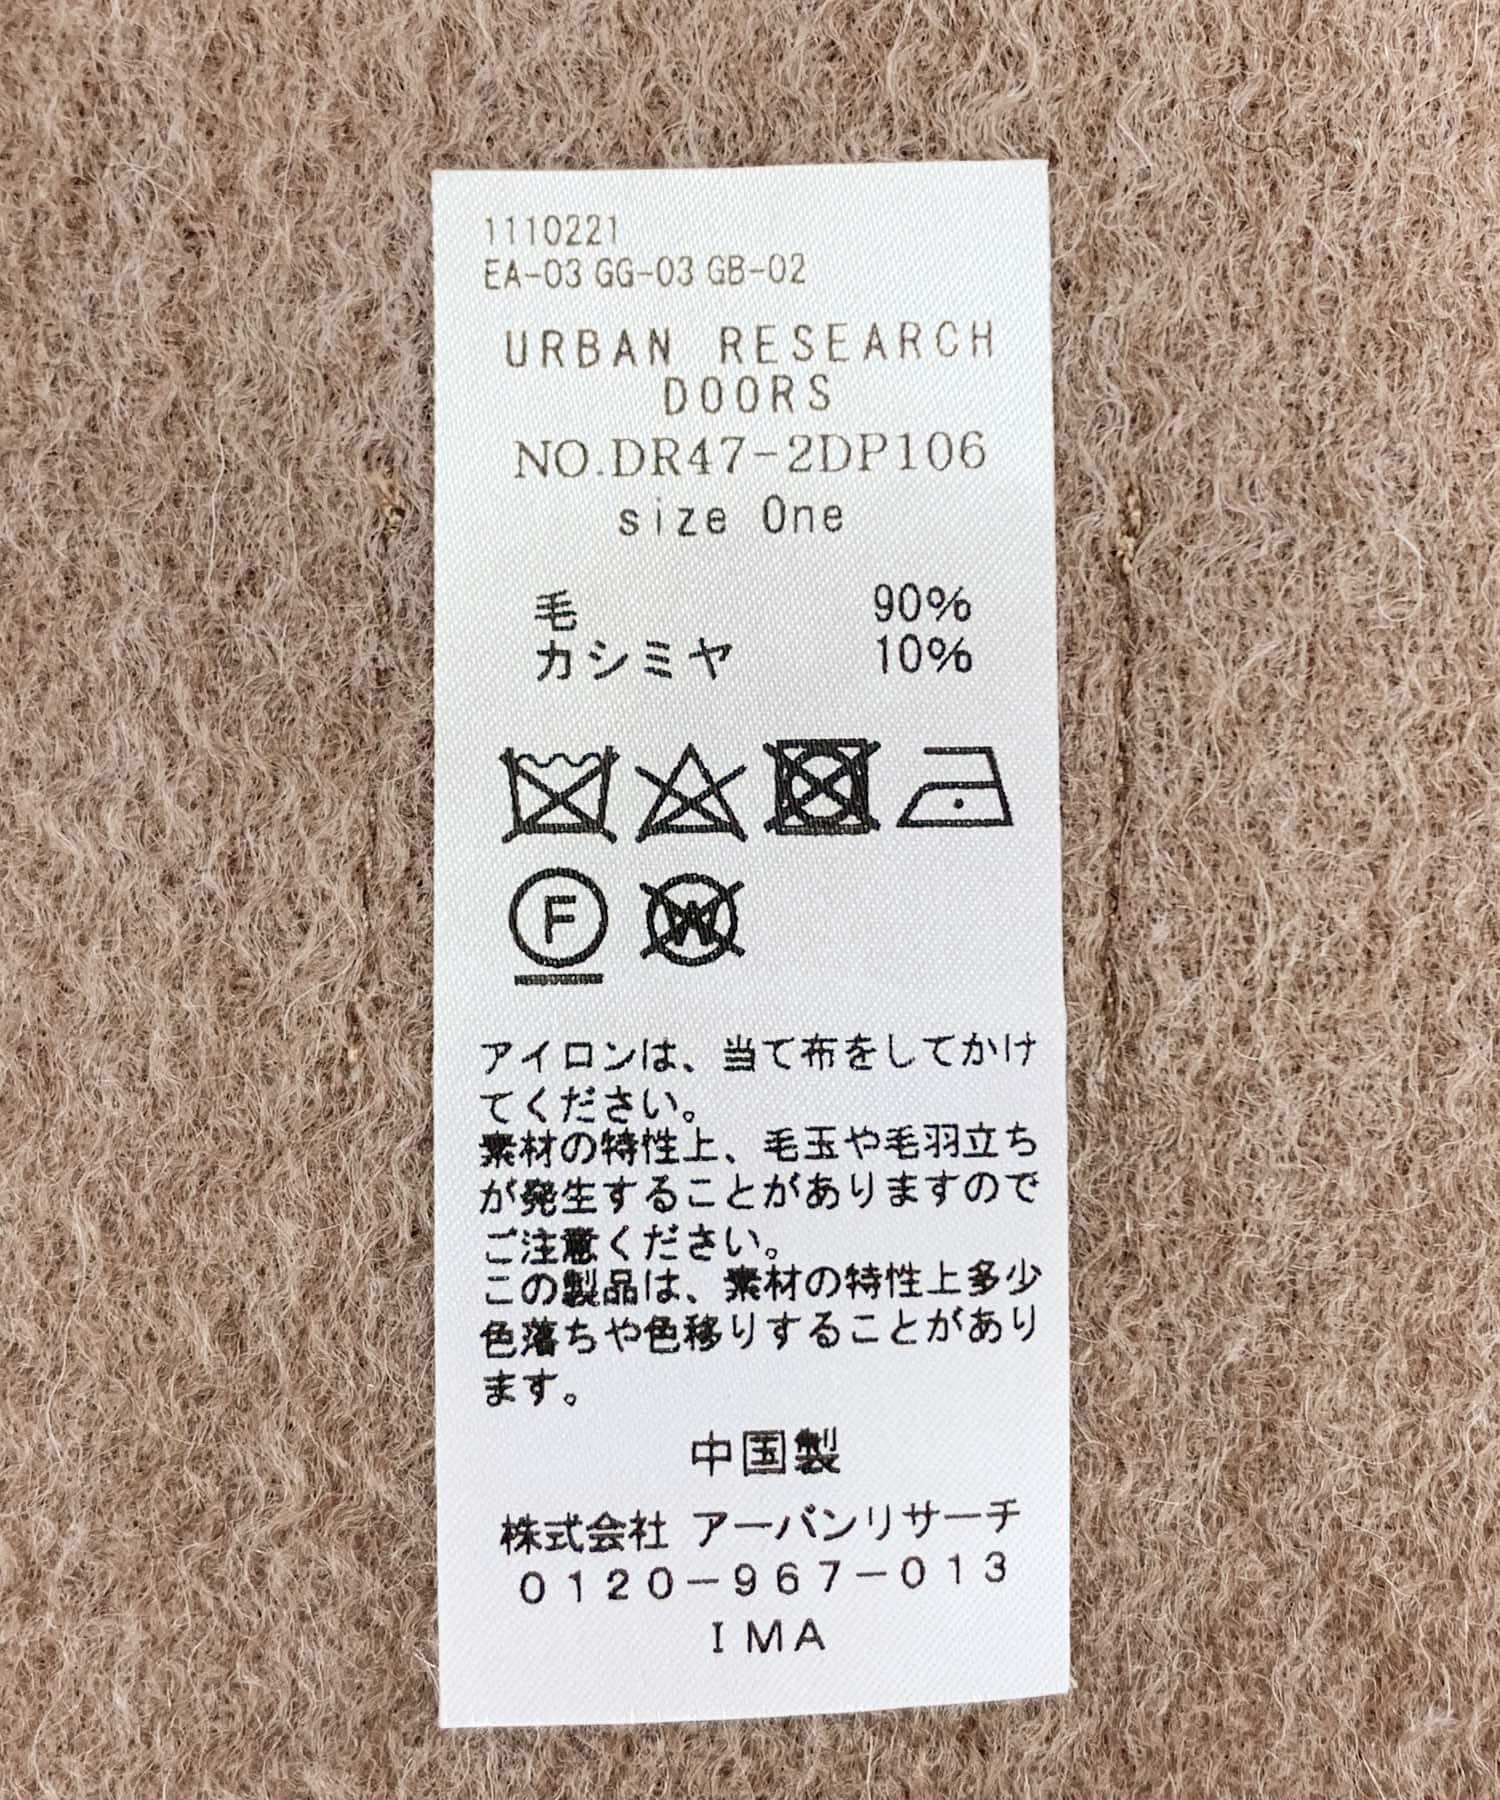 1110221
EA-03 GG-03 GB-02
URBAN RESEARCH
DOORS
NO.DR47-2DP106
size One
毛 90%
カシミヤ 10%
F W
アイロンは、当て布をしてかけ
てください。
素材の特性上、毛玉や毛羽立ち
が発生することがありますので
ご注意ください。
この製品は、素材の特性上多少
色落ちや色移りすることがあり
ます。
中国製
株式会社 アーバンリサーチ
0120-967-013
IMA